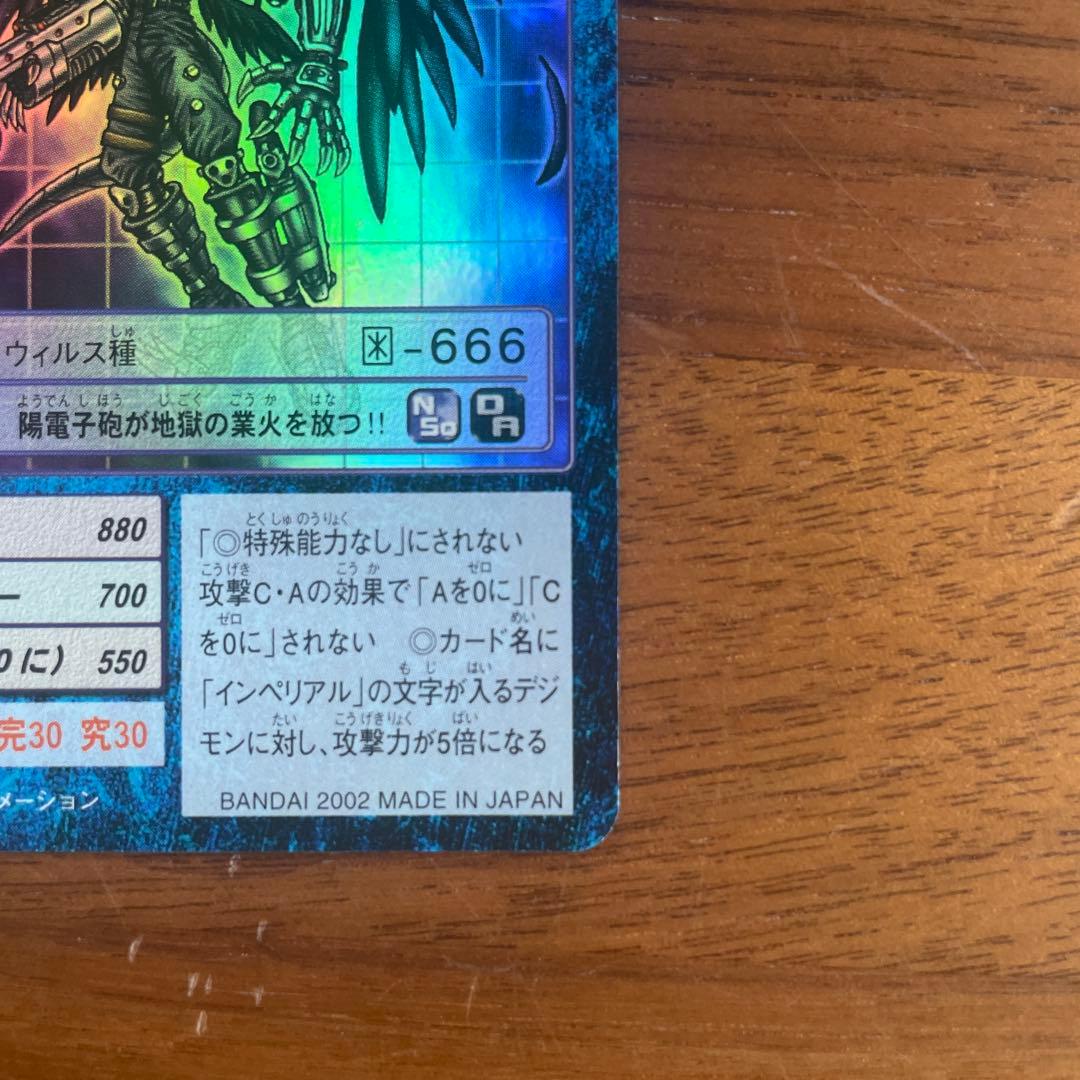 ウィルス種 米-666
陽電子砲が地獄の業火を放つ!! NSo DA
880
ー 700
0に) 550
完30 究30
メーション
「◎特殊能力なし」にされない
攻撃C・Aの効果で「Aを0に」「C
を0に」されない ◎カード名に
「インペリアル」の文字が入るデジ
モンに対し、攻撃力が5倍になる
BANDAI 2002 MADE IN JAPAN